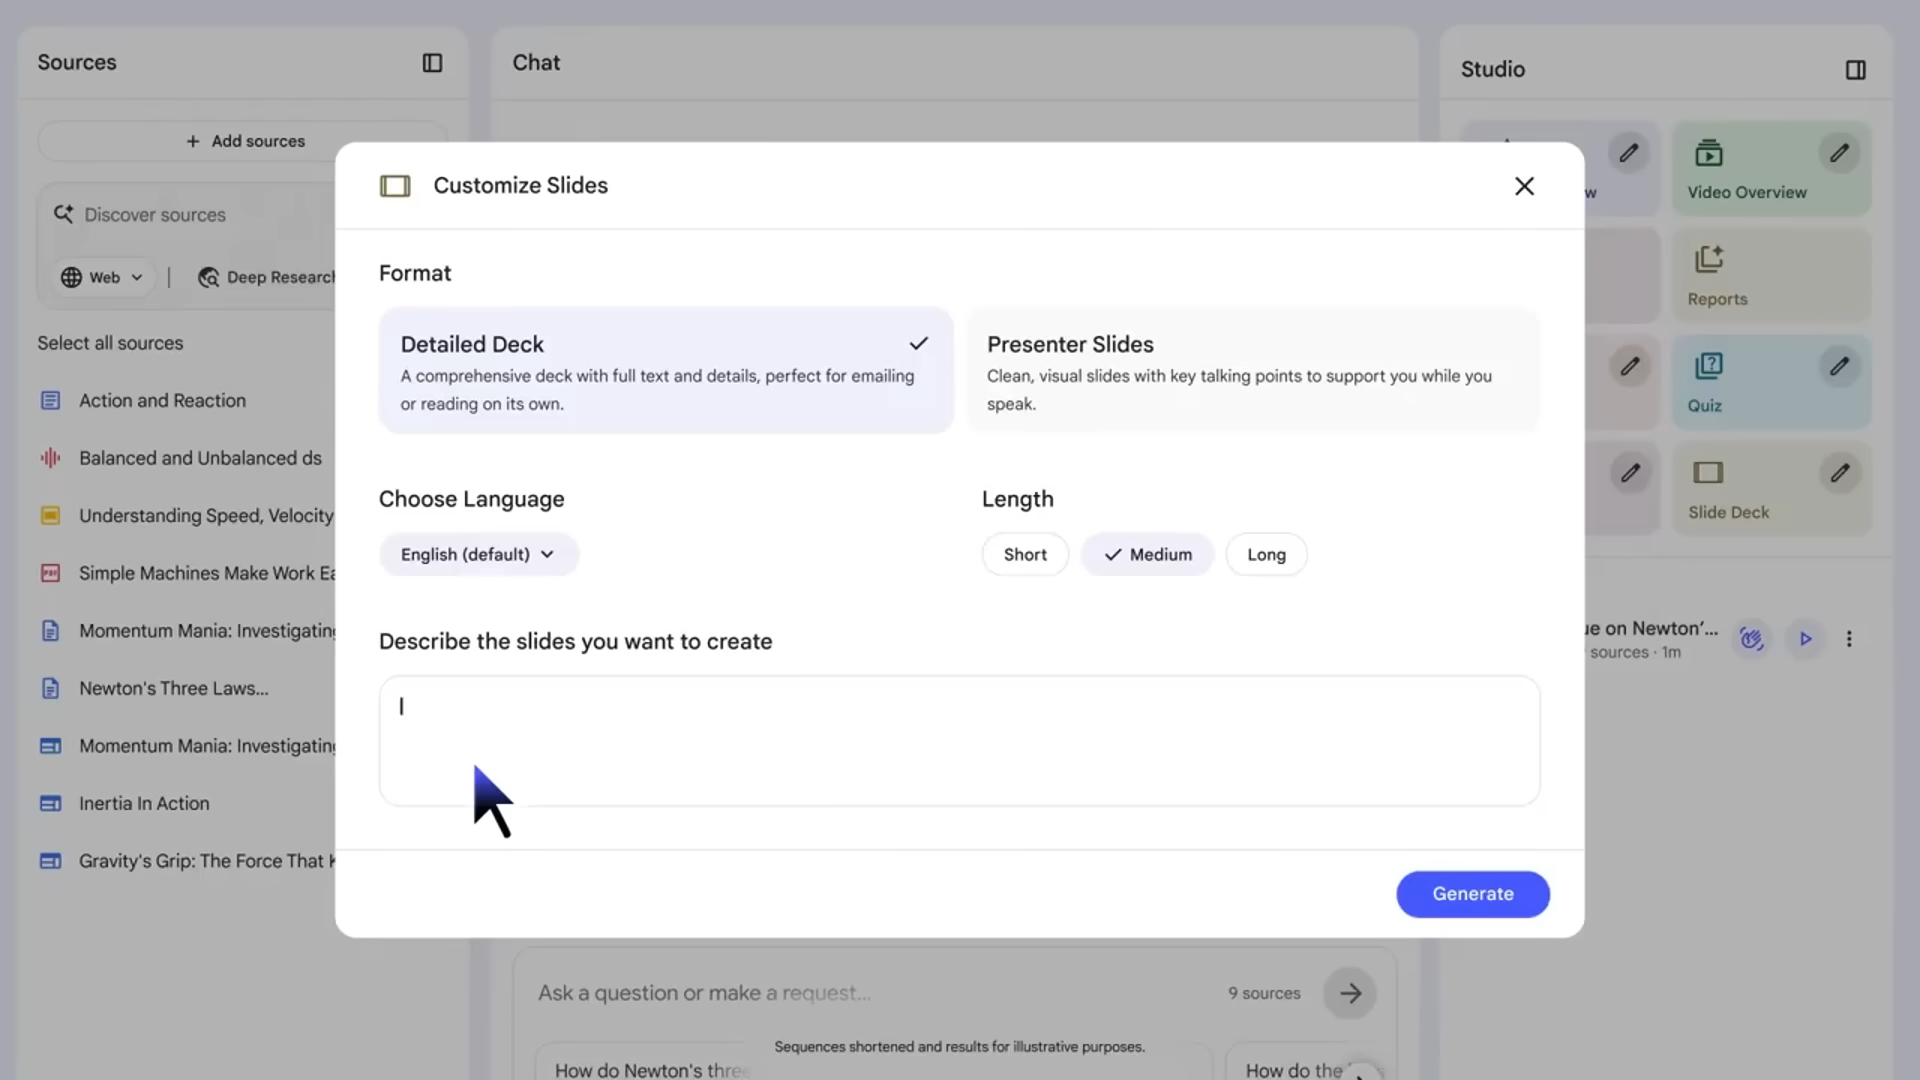 Sources
Add sources
Discover sources
Web
Deep Research
Select all sources
Action and Reaction
Balanced and Unbalanced ds
Understanding Speed, Velocity
Simple Machines Make Work
Momentum Mania: Investigating
Newton's Three Laws...
Momentum Mania: Investigating
Inertia In Action
Gravity's Grip: The Force That
Chat
Customize Slides
Format
Detailed Deck
A comprehensive deck with full text and details, perfect for emailing
or reading on its own.
Presenter Slides
Clean, visual slides with key talking points to support you while you
speak.
Choose Language
English (default)
Length
Short
Medium
Long
Describe the slides you want to create
Generate
Ask a question or make a request...
9 sources
Sequences shortened and results for illustrative purposes.
How do Newton's three
How do the
Studio
Video Overview
Reports
Quiz
Slide Deck
on Newton'...
sources · 1m